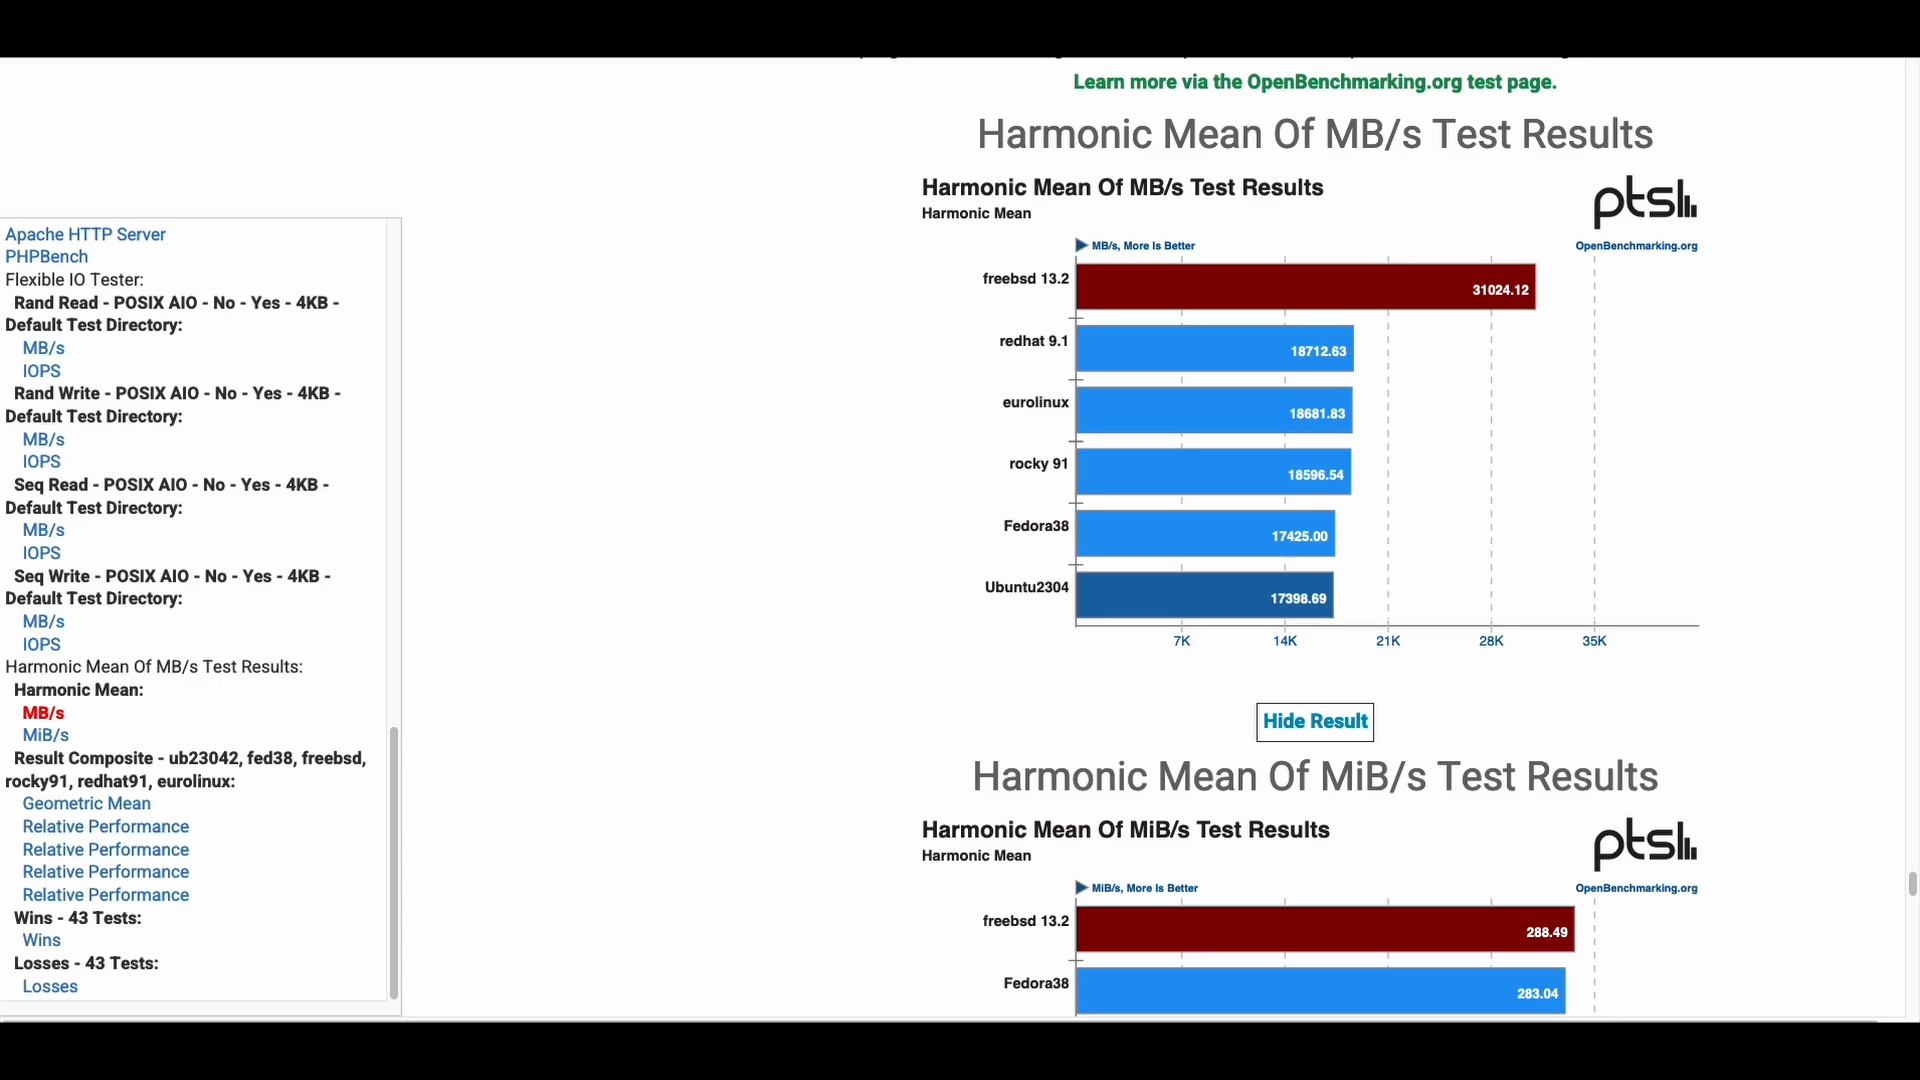 Learn more via the OpenBenchmarking.org test page.
Harmonic Mean Of MB/s Test Results
Harmonic Mean Of MB/s Test Results
Harmonic Mean
ptsl
MB/s, More Is Better
OpenBenchmarking.org
freebsd 13.2
31024.12
redhat 9.1
18712.63
eurolinux
18681.83
rocky 91
18596.54
Fedora38
17425.00
Ubuntu2304
17398.69
7K 14K 21K 28K 35K
Hide Result
Harmonic Mean Of MiB/s Test Results
Harmonic Mean Of MiB/s Test Results
Harmonic Mean
ptsl
MiB/s, More Is Better
OpenBenchmarking.org
freebsd 13.2
288.49
Fedora38
283.04
Apache HTTP Server
PHPBench
Flexible IO Tester:
Rand Read - POSIX AIO - No - Yes - 4KB -
Default Test Directory:
MB/s
IOPS
Rand Write - POSIX AIO - No - Yes - 4KB -
Default Test Directory:
MB/s
IOPS
Seq Read - POSIX AIO - No - Yes - 4KB -
Default Test Directory:
MB/s
IOPS
Seq Write - POSIX AIO - No - Yes - 4KB -
Default Test Directory:
MB/s
IOPS
Harmonic Mean Of MB/s Test Results:
Harmonic Mean:
MB/s
MiB/s
Result Composite - ub23042, fed38, freebsd,
rocky91, redhat91, eurolinux:
Geometric Mean
Relative Performance
Relative Performance
Relative Performance
Relative Performance
Wins - 43 Tests:
Wins
Losses - 43 Tests:
Losses